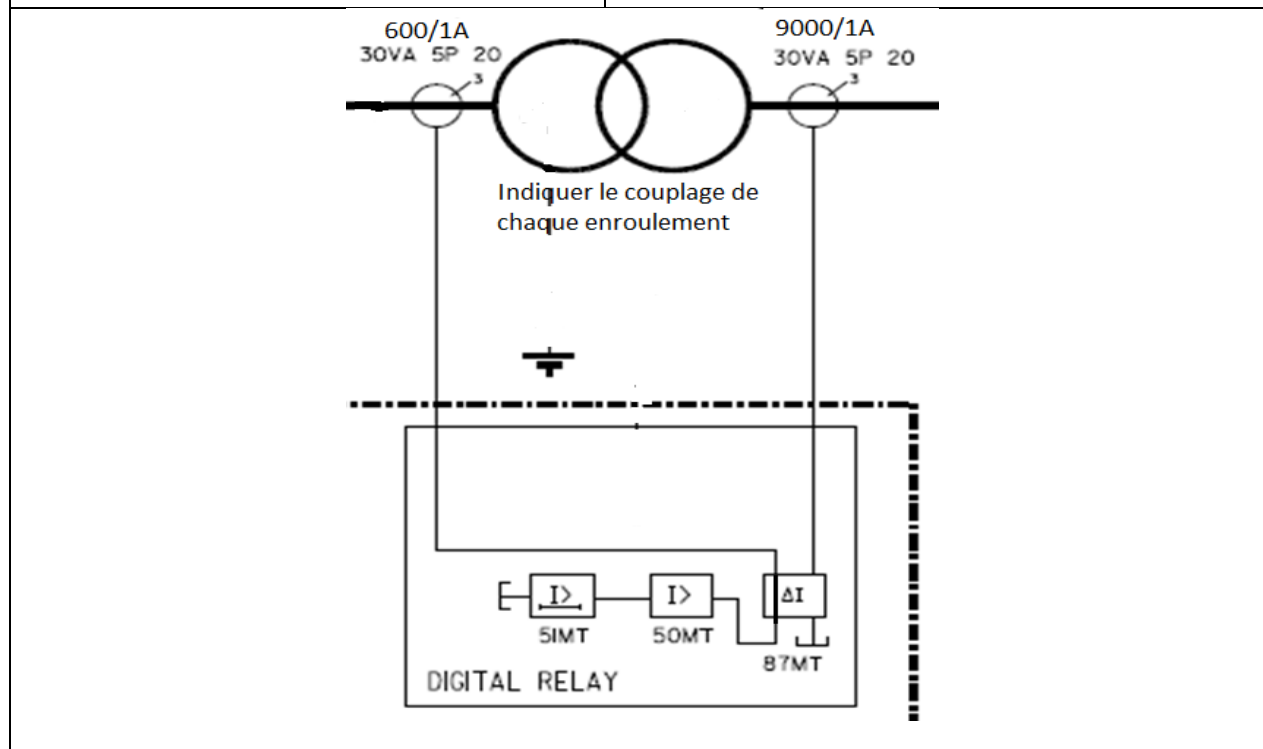 600/1A
30VA 5P 20
3
9000/1A
30VA 5P 20
3
Indiquer le couplage de
chaque enroulement
I>
51MT
I>
50MT
ΔI
87MT
DIGITAL RELAY